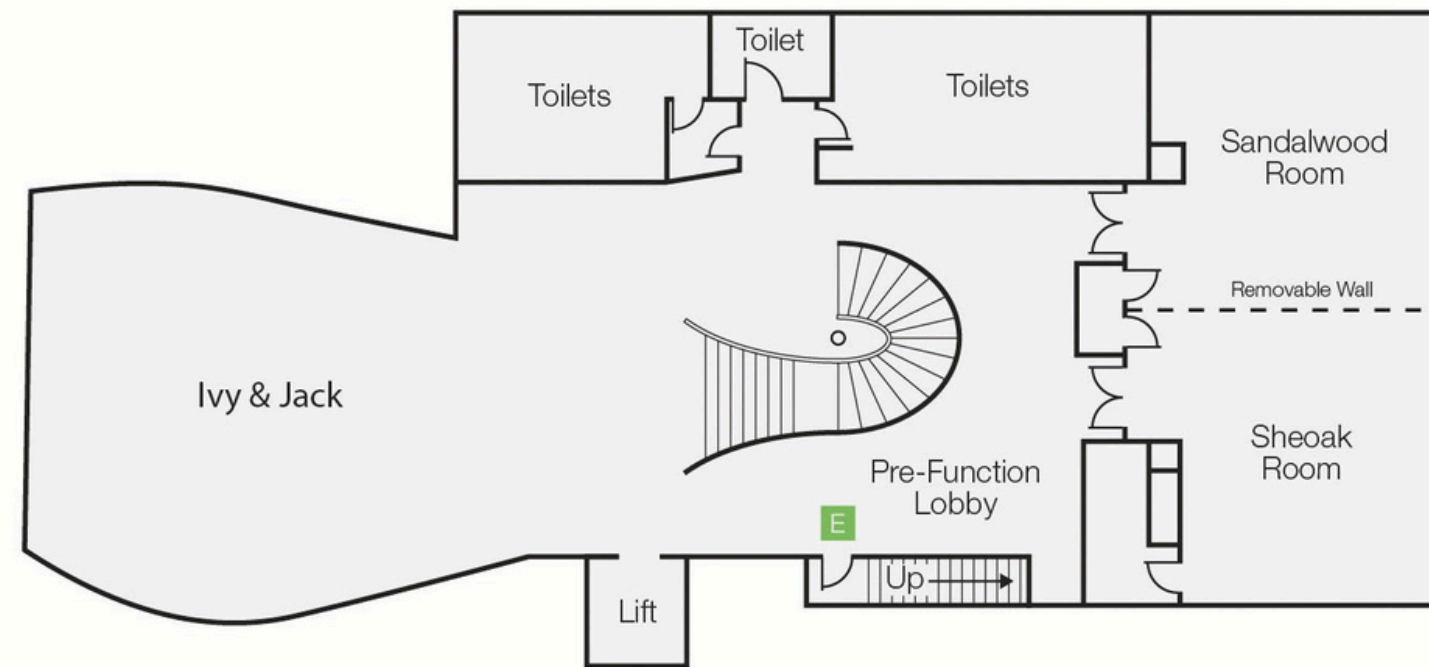 Toilet
Toilets
Toilets
Sandalwood
Room
Removable Wall
Ivy & Jack
Sheoak
Room
Pre-Function
Lobby
E
Up
Lift